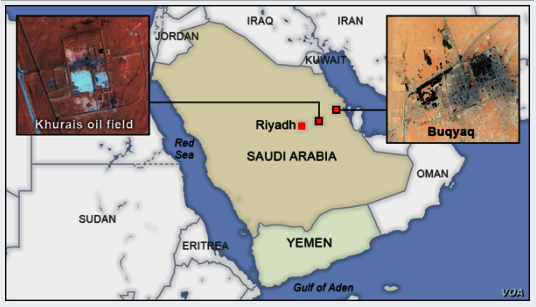 IRAQ
IRAN
JORDAN
KUWAIT
Khurais oil field
Buqyaq
Riyadh
Red
Sea
SAUDI ARABIA
OMAN
SUDAN
ERITREA
YEMEN
Gulf of Aden
VOA